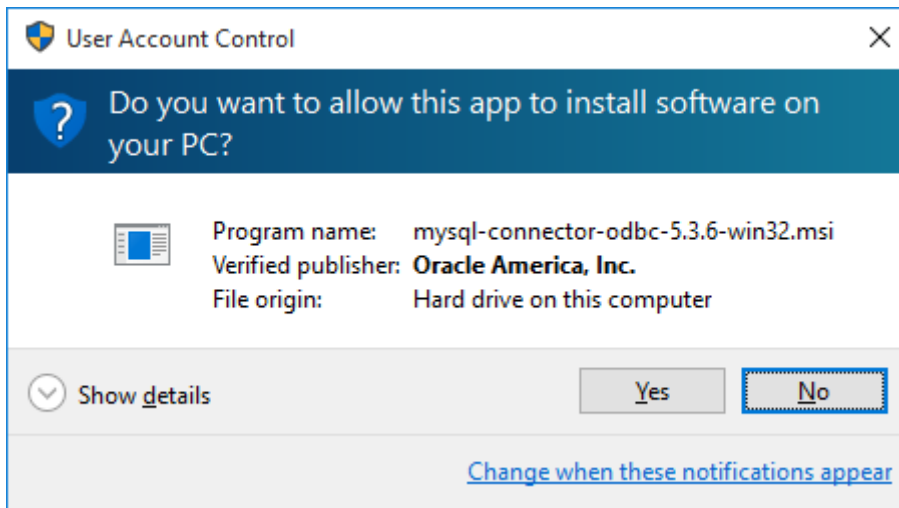 User Account Control
Do you want to allow this app to install software on
your PC?
Program name: mysql-connector-odbc-5.3.6-win32.msi
Verified publisher: Oracle America, Inc.
File origin: Hard drive on this computer
Show details
Yes
No
Change when these notifications appear